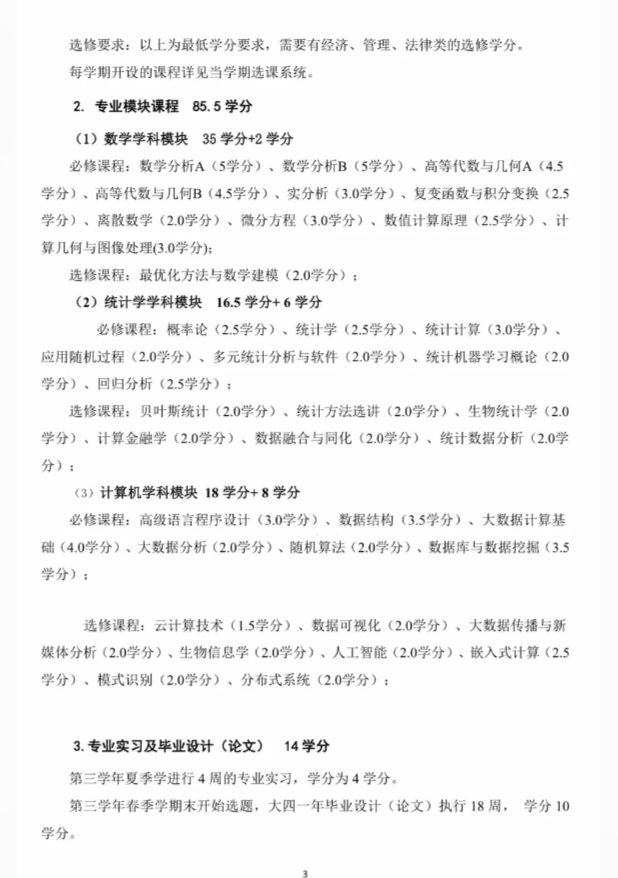 选修要求：以上为最低学分要求，需要有经济、管理、法律类的选修学分。
每学期开设的课程详见当学期选课系统。
2. 专业模块课程 85.5 学分
（1）数学学科模块 35 学分+2 学分
必修课程：数学分析A（5学分）、数学分析B（5学分）、高等代数与几何A（4.5
学分）、高等代数与几何B（4.5学分）、实分析（3.0学分）、复变函数与积分变换（2.5
学分）、离散数学（2.0学分）、微分方程（3.0学分）、数值计算原理（2.5学分）、计
算几何与图像处理(3.0学分);
选修课程：最优化方法与数学建模（2.0学分）；
（2）统计学学科模块 16.5 学分+ 6 学分
必修课程：概率论（2.5学分）、统计学（2.5学分）、统计计算（3.0学分）、
应用随机过程（2.0学分）、多元统计分析与软件（2.0学分）、统计机器学习概论（2.0
学分）、回归分析（2.5学分）；
选修课程：贝叶斯统计（2.0学分）、统计方法选讲（2.0学分）、生物统计学（2.0
学分）、计算金融学（2.0学分）、数据融合与同化（2.0学分）、统计数据分析（2.0学
分）；
（3）计算机学科模块 18 学分+ 8 学分
必修课程：高级语言程序设计（3.0学分）、数据结构（3.5学分）、大数据计算基
础（4.0学分）、大数据分析（2.0学分）、随机算法（2.0学分）、数据库与数据挖掘（3.5
学分）；
选修课程：云计算技术（1.5学分）、数据可视化（2.0学分）、大数据传播与新
媒体分析（2.0学分）、生物信息学（2.0学分）、人工智能（2.0学分）、嵌入式计算（2.5
学分）、模式识别（2.0学分）、分布式系统（2.0学分）；
3.专业实习及毕业设计（论文） 14 学分
第三学年夏季学进行 4 周的专业实习，学分为 4 学分。
第三学年春季学期末开始选题，大四一年毕业设计（论文）执行 18 周， 学分 10
学分。
3